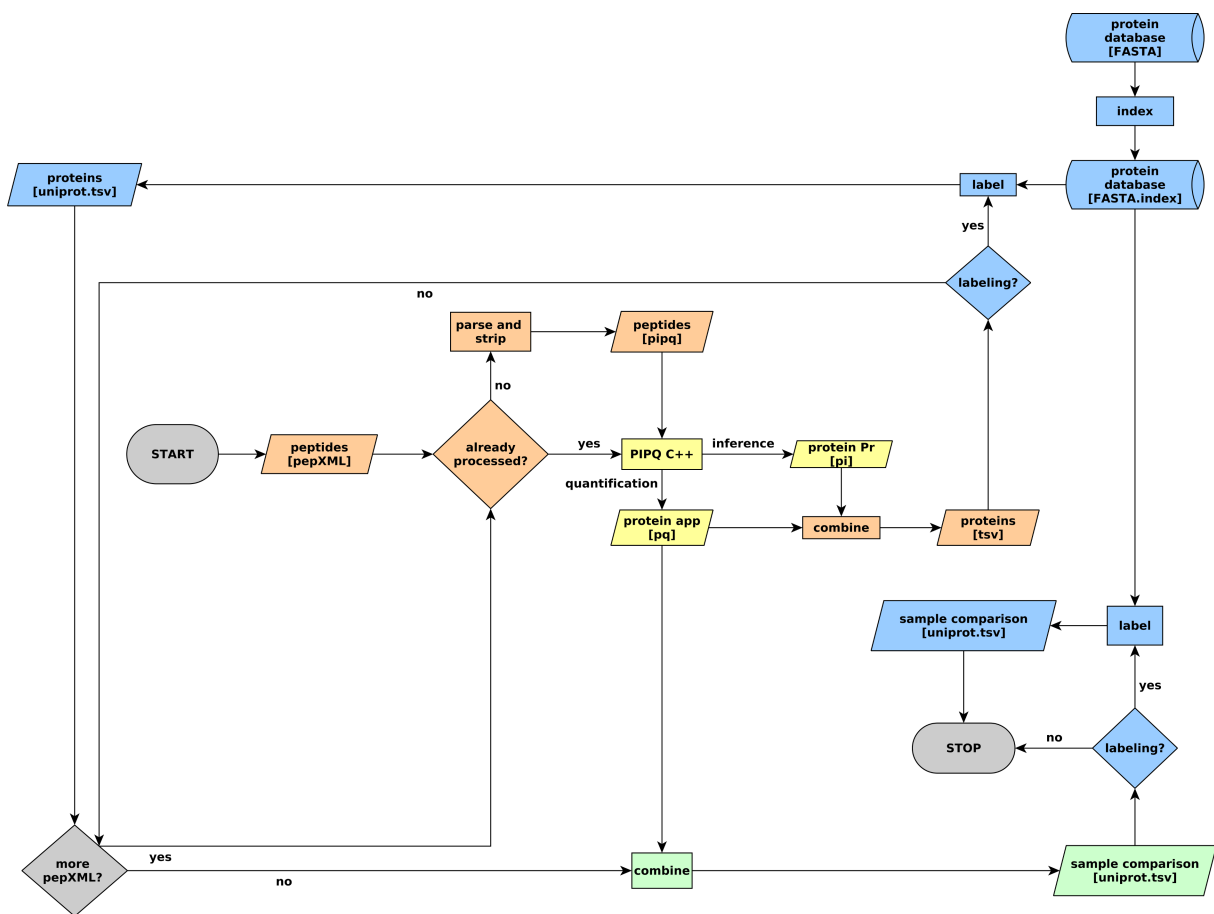 protein
database
[FASTA]
index
proteins
[uniprot.tsv]
label
protein
database
[FASTA.index]
yes
labeling?
no
parse and
strip
peptides
[pipq]
no
START
peptides
[pepXML]
already
processed?
yes
PIPQ C++
inference
protein Pr
[pi]
quantification
protein app
[pq]
combine
proteins
[tsv]
sample comparison
[uniprot.tsv]
label
yes
STOP
no
labeling?
more
pepXML?
yes
no
combine
sample comparison
[uniprot.tsv]